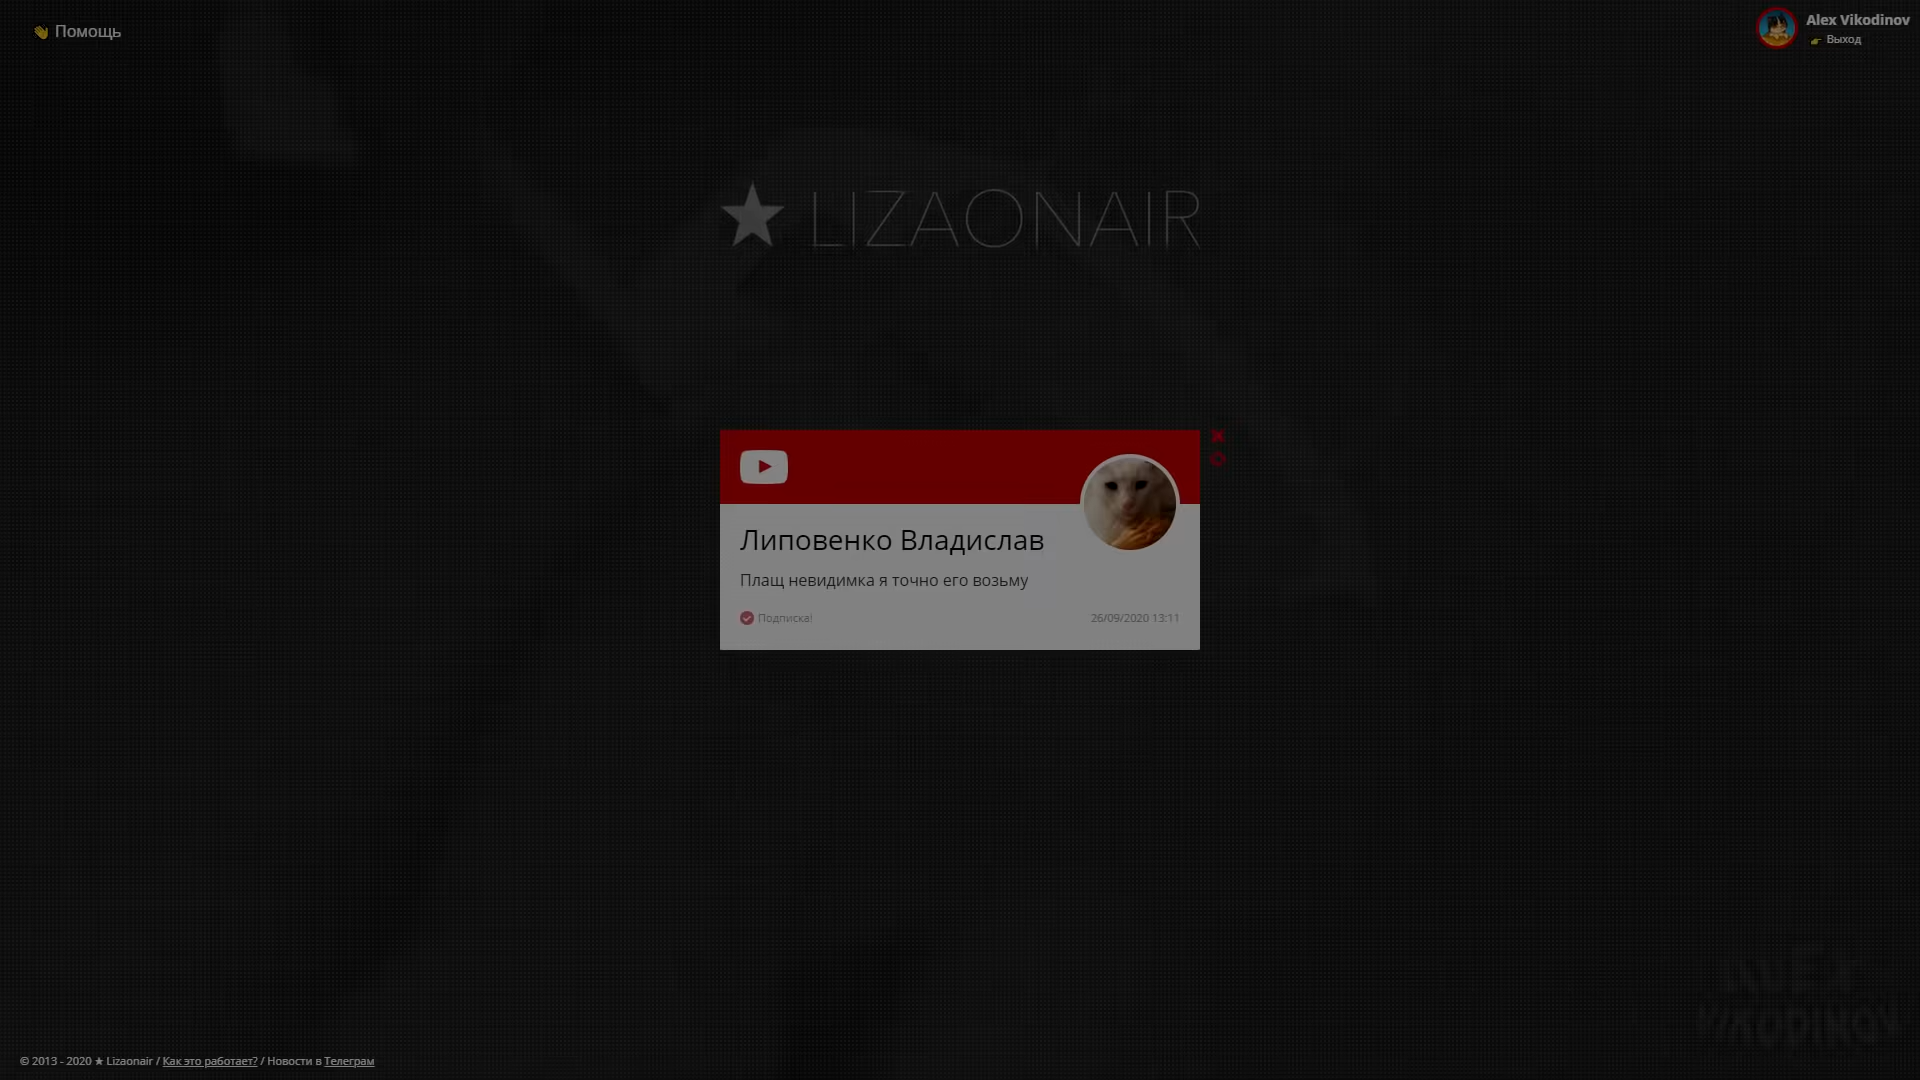 👋 Помощь
Alex Vikodinov
👉 Выход
★ LIZAONAIR
Липовенко Владислав
Плащ невидимка я точно его возьму
Подписка!
26/09/2020 13:11
VIKODINOV
© 2013 - 2020 ★ Lizaonair / Как это работает? / Новости в Телеграм